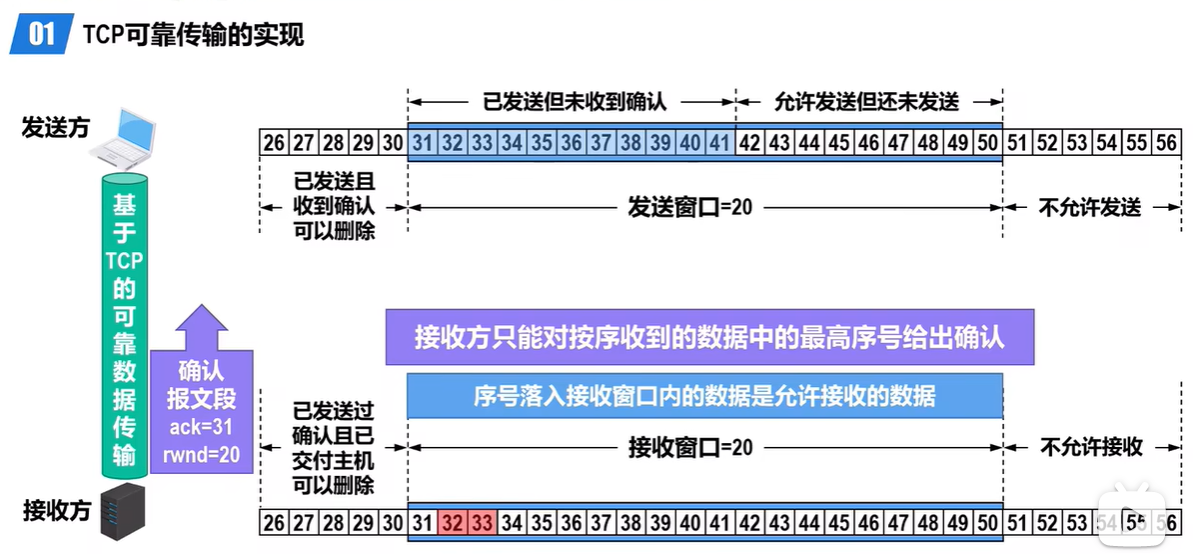 01 TCP可靠传输的实现
已发送但未收到确认 允许发送但还未发送
发送方
26 27 28 29 30 31 32 33 34 35 36 37 38 39 40 41 42 43 44 45 46 47 48 49 50 51 52 53 54 55 56
已发送且
收到确认
可以删除
发送窗口=20
不允许发送
基于TCP的可靠数据传输
确认
报文段
ack=31
rwnd=20
接收方只能对按序收到的数据中的最高序号给出确认
序号落入接收窗口内的数据是允许接收的数据
已发送过
确认且已
交付主机
可以删除
接收窗口=20
不允许接收
接收方
26 27 28 29 30 31 32 33 34 35 36 37 38 39 40 41 42 43 44 45 46 47 48 49 50 51 52 53 54 55 56